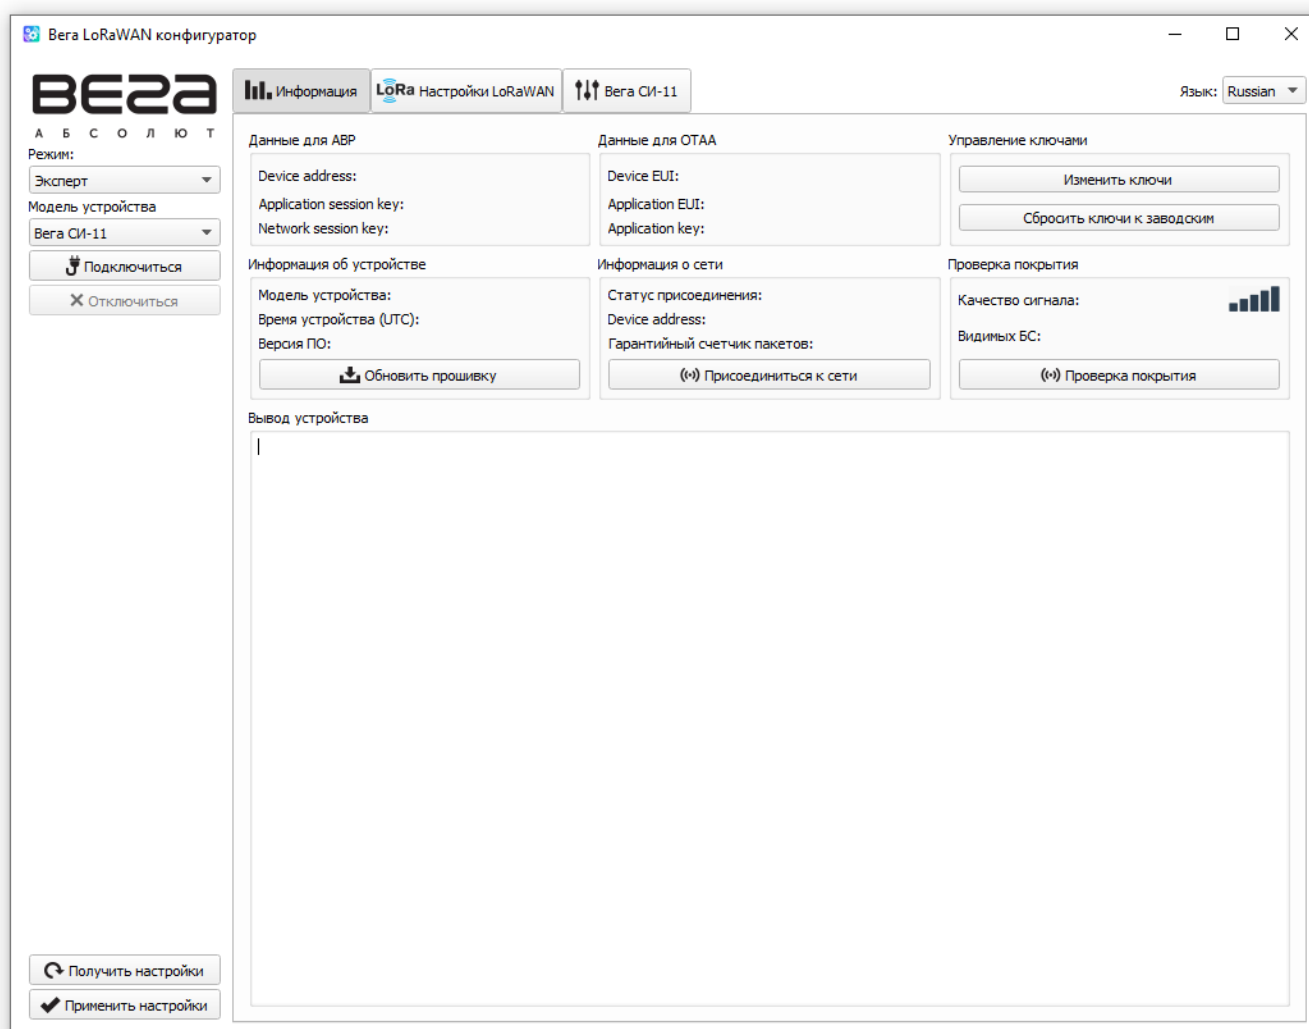 Вега LoRaWAN конфигуратор
ВЕГА
АБСОЛЮТ
Режим:
Эксперт
Модель устройства
Вега СИ-11
Подключиться
Отключиться
Получить настройки
Применить настройки
Информация
LoRa Настройки LoRaWAN
Вега СИ-11
Язык: Russian
Данные для ABP
Device address:
Application session key:
Network session key:
Данные для OTAA
Device EUI:
Application EUI:
Application key:
Управление ключами
Изменить ключи
Сбросить ключи к заводским
Информация об устройстве
Модель устройства:
Время устройства (UTC):
Версия ПО:
Обновить прошивку
Информация о сети
Статус присоединения:
Device address:
Гарантийный счетчик пакетов:
Присоединиться к сети
Проверка покрытия
Качество сигнала:
Видимых БС:
Проверка покрытия
Вывод устройства